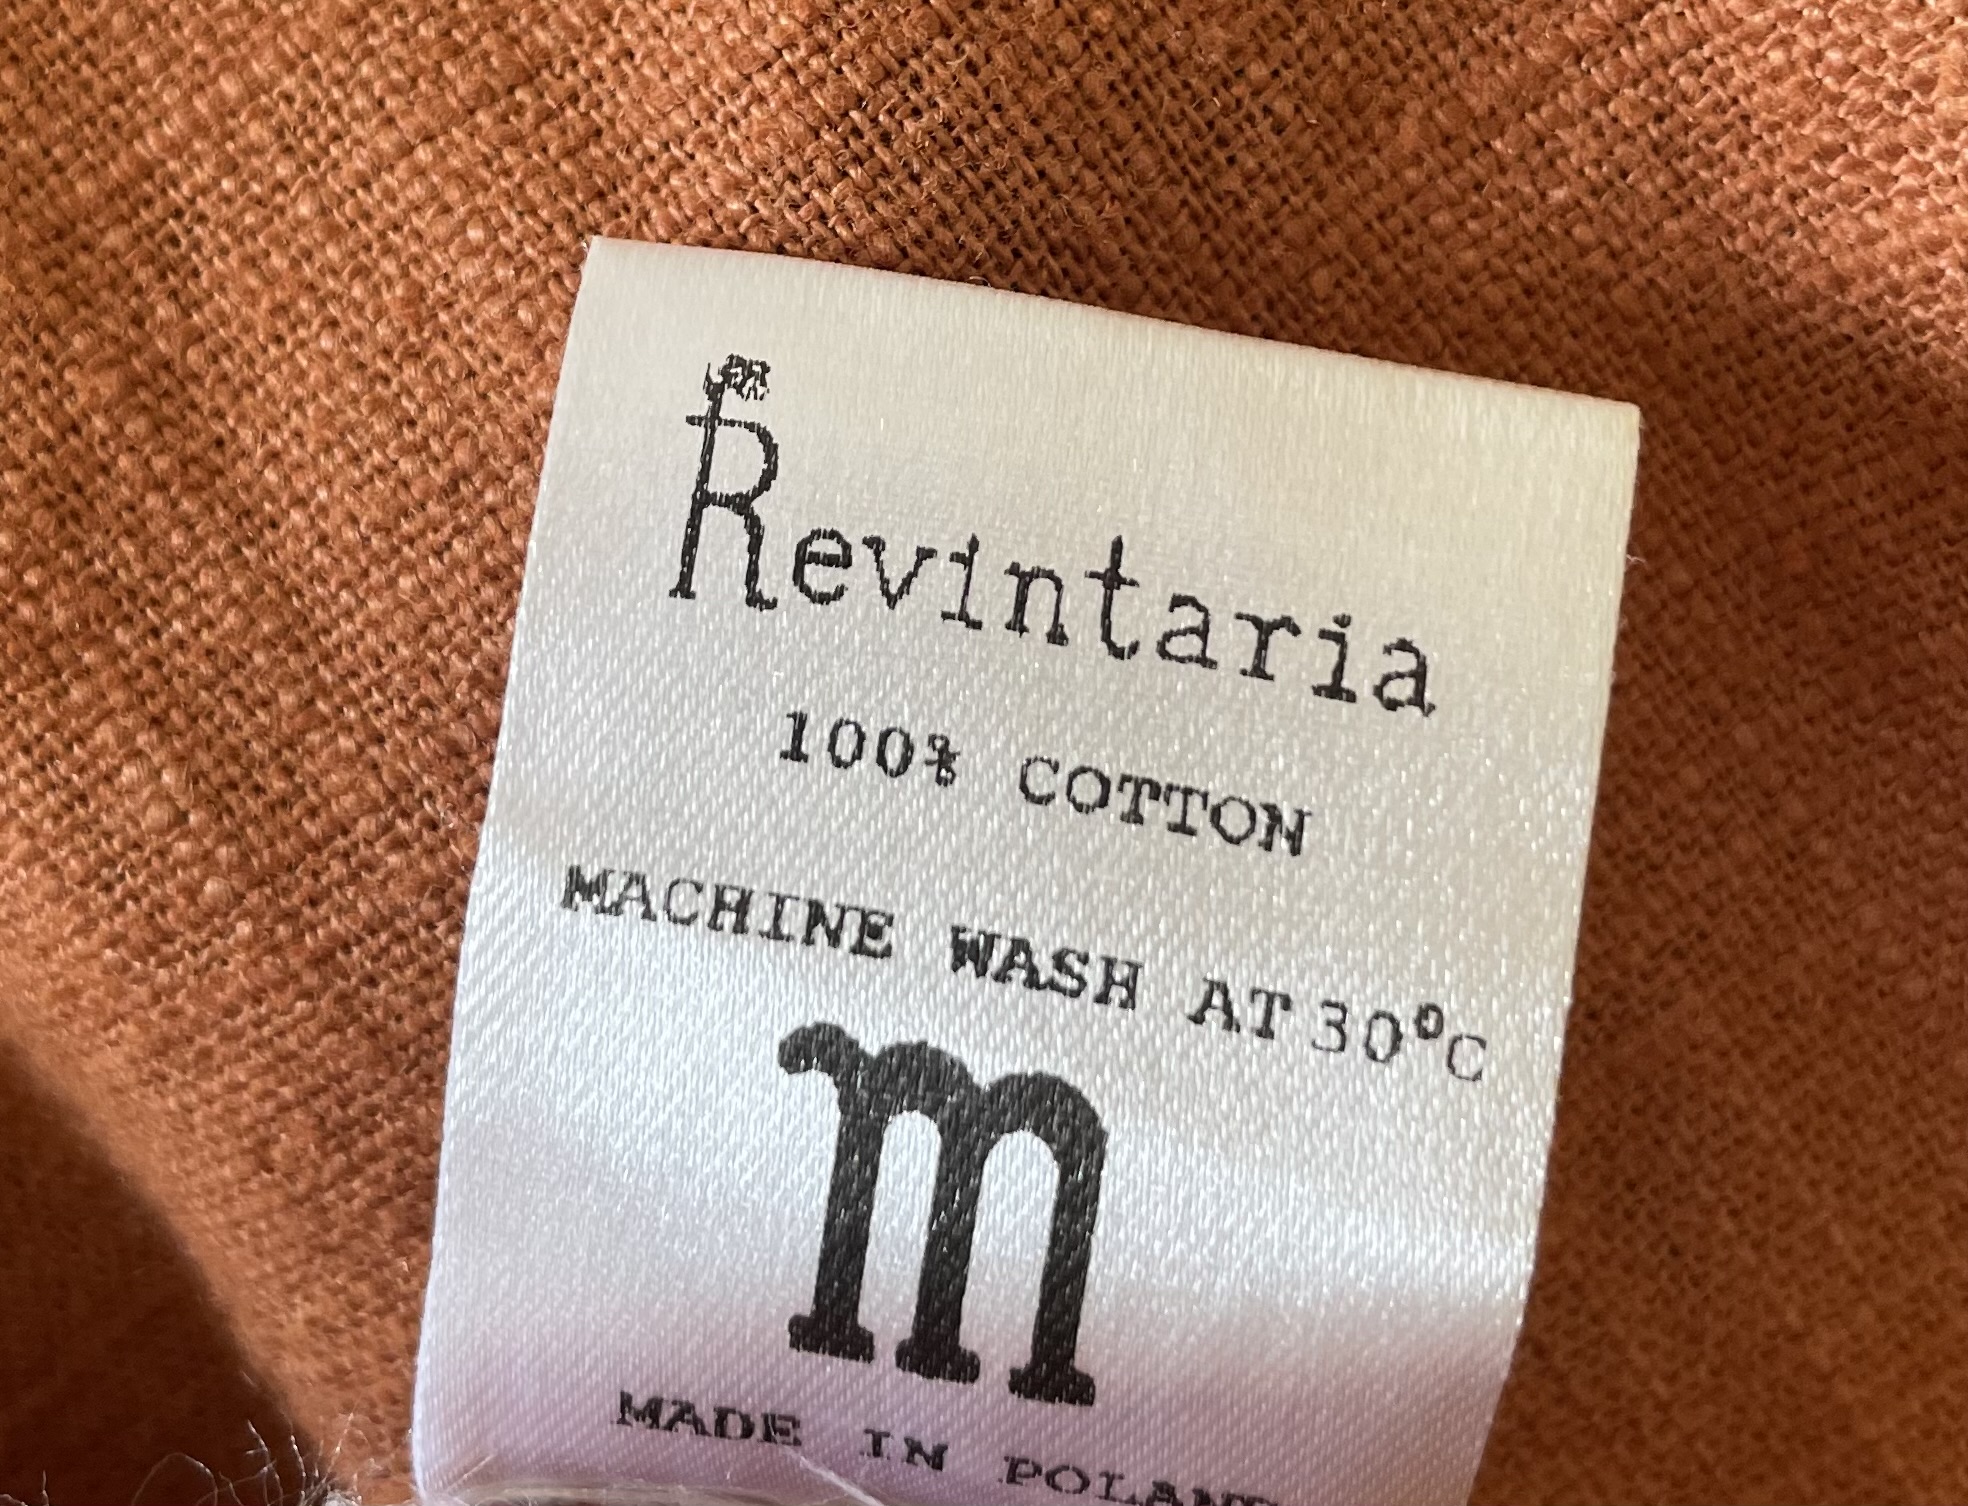 Revintaria
100% COTTON
MACHINE WASH AT 30°C
m
MADE IN POLAND